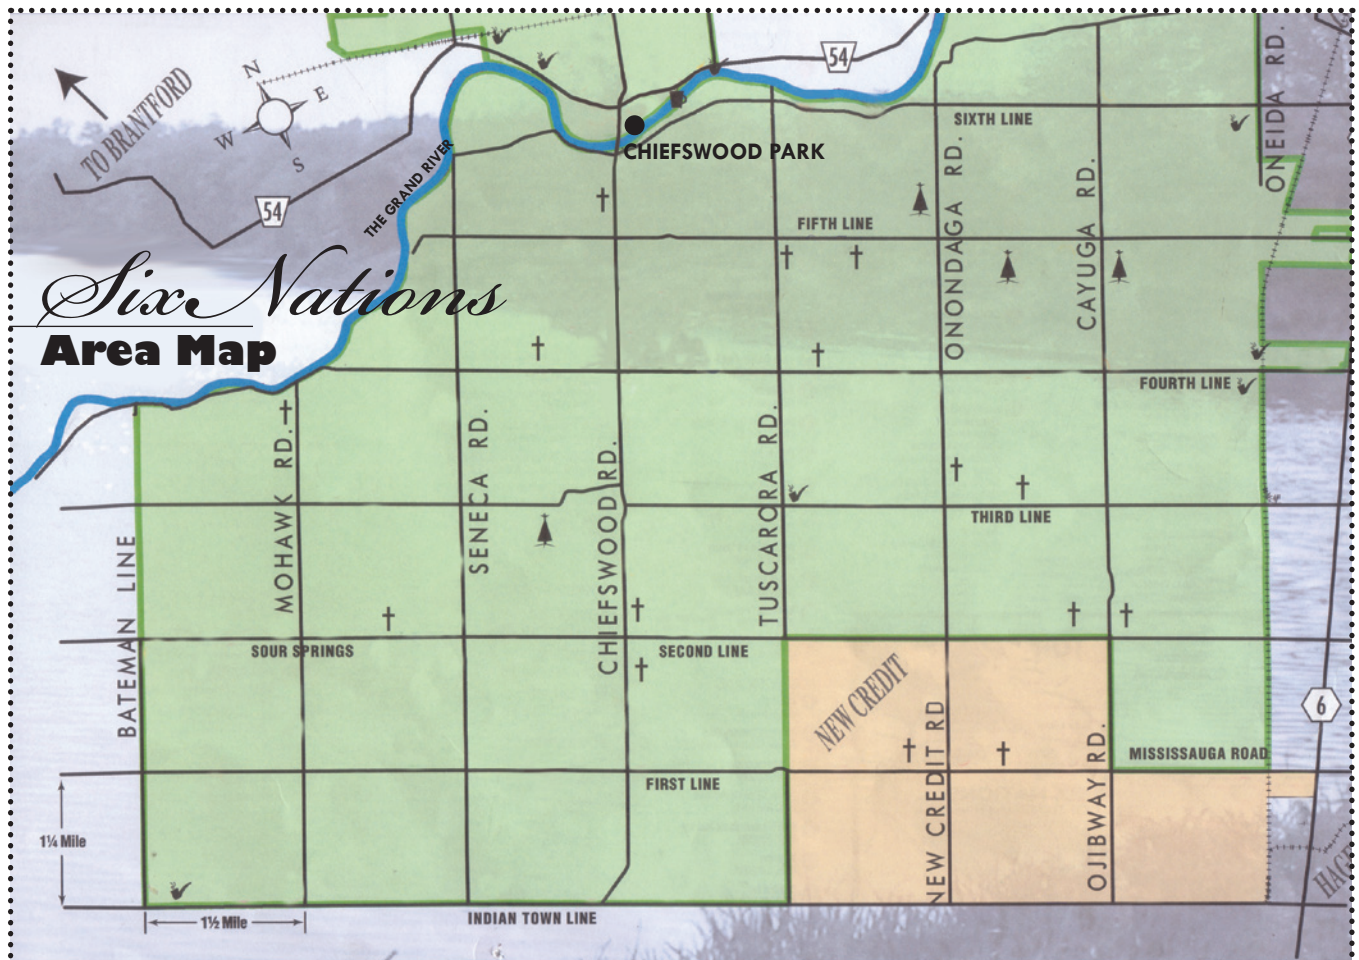 TO BRANTFORD
N
E
W
S
54
54
THE GRAND RIVER
CHIEFSWOOD PARK
SIXTH LINE
ONEIDA RD.
ONONDAGA RD.
CAYUGA RD.
FIFTH LINE
Six Nations
Area Map
FOURTH LINE
MOHAWK RD.
SENECA RD.
CHIEFSWOOD RD.
TUSCARORA RD.
THIRD LINE
BATEMAN LINE
SOUR SPRINGS
SECOND LINE
NEW CREDIT
NEW CREDIT RD
OJIBWAY RD.
6
MISSISSAUGA ROAD
FIRST LINE
1¼ Mile
1½ Mile
INDIAN TOWN LINE